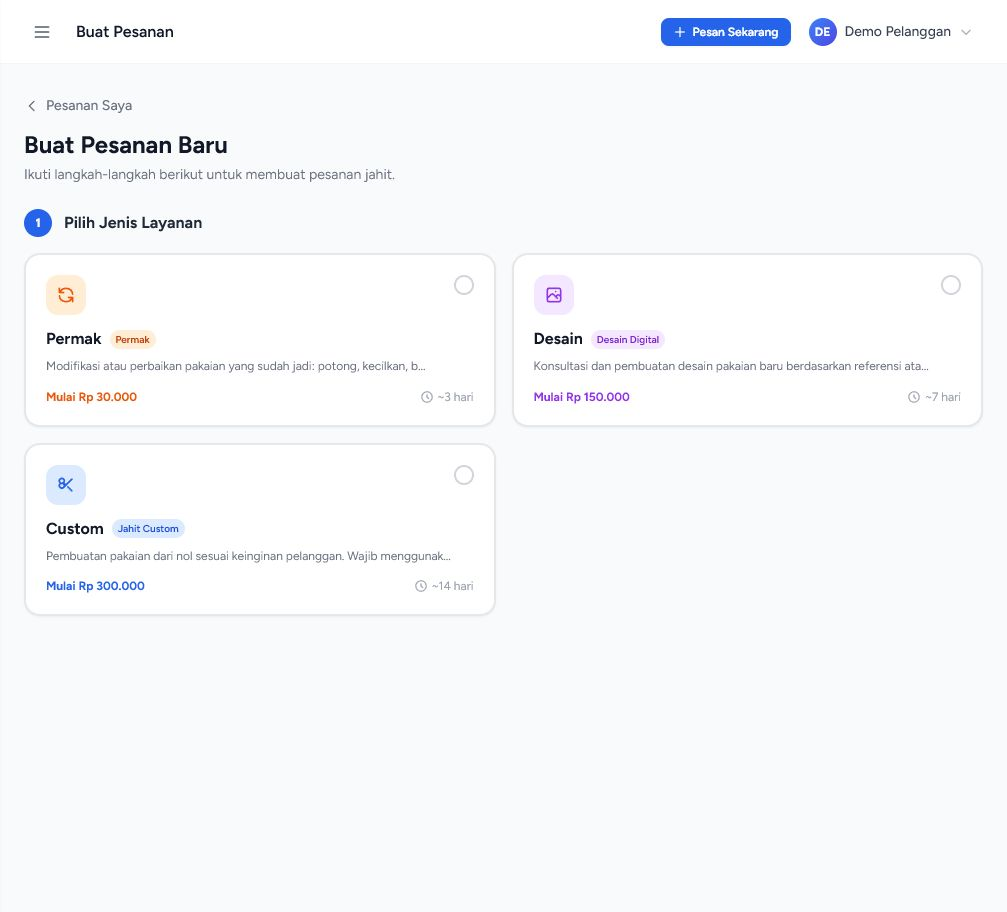 Buat Pesanan
Pesan Sekarang
DE
Demo Pelanggan
Pesanan Saya
Buat Pesanan Baru
Ikuti langkah-langkah berikut untuk membuat pesanan jahit.
1
Pilih Jenis Layanan
Permak Permak
Modifikasi atau perbaikan pakaian yang sudah jadi: potong, kecilkan, b...
Mulai Rp 30.000
~3 hari
Desain Desain Digital
Konsultasi dan pembuatan desain pakaian baru berdasarkan referensi ata...
Mulai Rp 150.000
~7 hari
Custom Jahit Custom
Pembuatan pakaian dari nol sesuai keinginan pelanggan. Wajib menggunak...
Mulai Rp 300.000
~14 hari